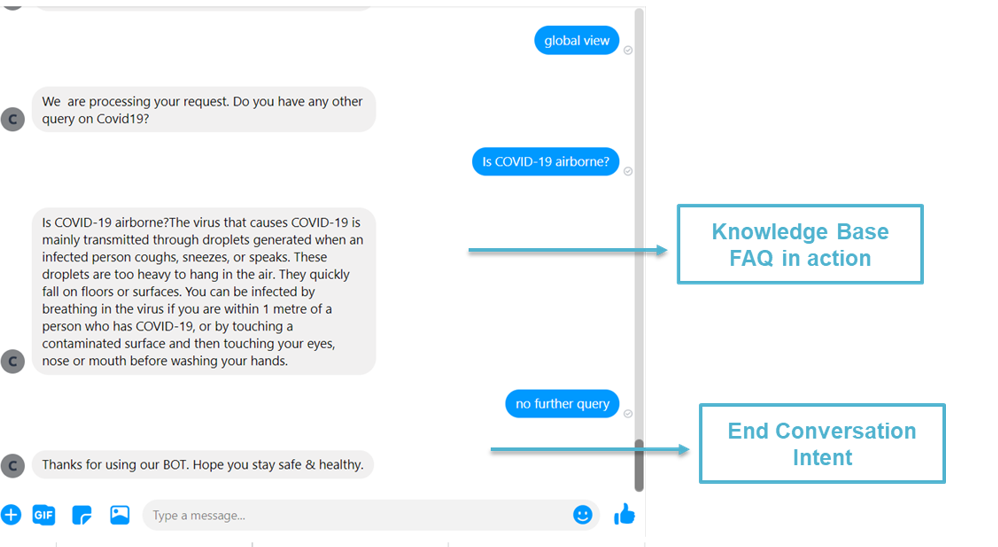 global view
We  are processing your request. Do you have any other
query on Covid19?
C
Is COVID-19 airborne?
Is COVID-19 airborne?The virus that causes COVID-19 is
mainly transmitted through droplets generated when an
infected person coughs, sneezes, or speaks. These
droplets are too heavy to hang in the air. They quickly
fall on floors or surfaces. You can be infected by
breathing in the virus if you are within 1 metre of a
person who has COVID-19, or by touching a
contaminated surface and then touching your eyes,
nose or mouth before washing your hands.
C
Knowledge Base
FAQ in action
no further query
End Conversation
Intent
Thanks for using our BOT. Hope you stay safe & healthy.
C
GIF
Type a message...